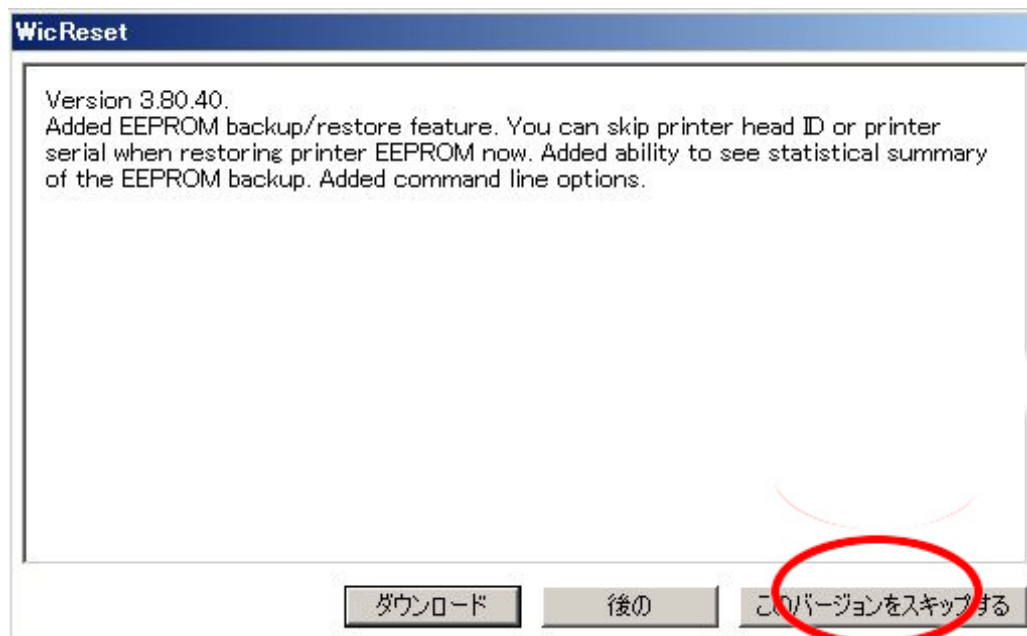 WicReset
Version 3.80.40.
Added EEPROM backup/restore feature. You can skip printer head ID or printer
serial when restoring printer EEPROM now. Added ability to see statistical summary
of the EEPROM backup. Added command line options.
ダウンロード 後の このバージョンをスキップする